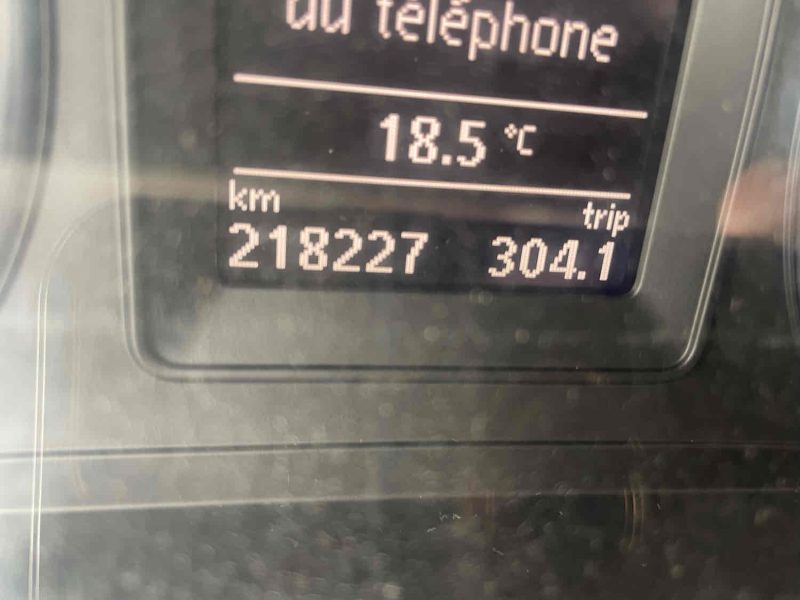 du téléphone
18.5 °C
km trip
218227 304.1